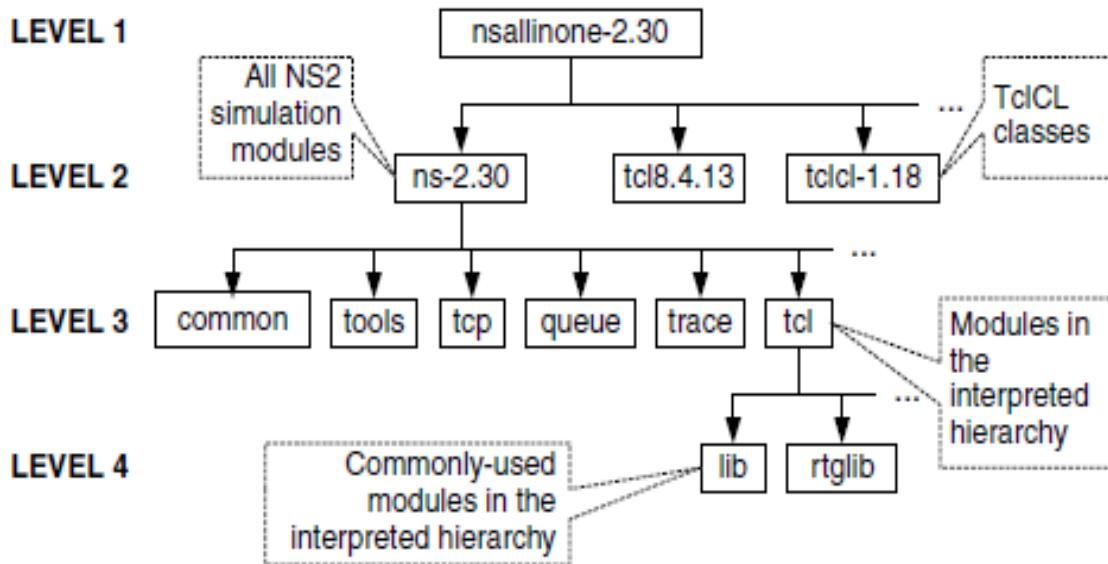 LEVEL 1
nsallinone-2.30
All NS2
simulation
modules
...
TclCL
classes
LEVEL 2
ns-2.30
tcl8.4.13
tclcl-1.18
...
LEVEL 3
common
tools
tcp
queue
trace
tcl
Modules in
the
interpreted
hierarchy
...
LEVEL 4
Commonly-used
modules in the
interpreted hierarchy
lib
rtglib